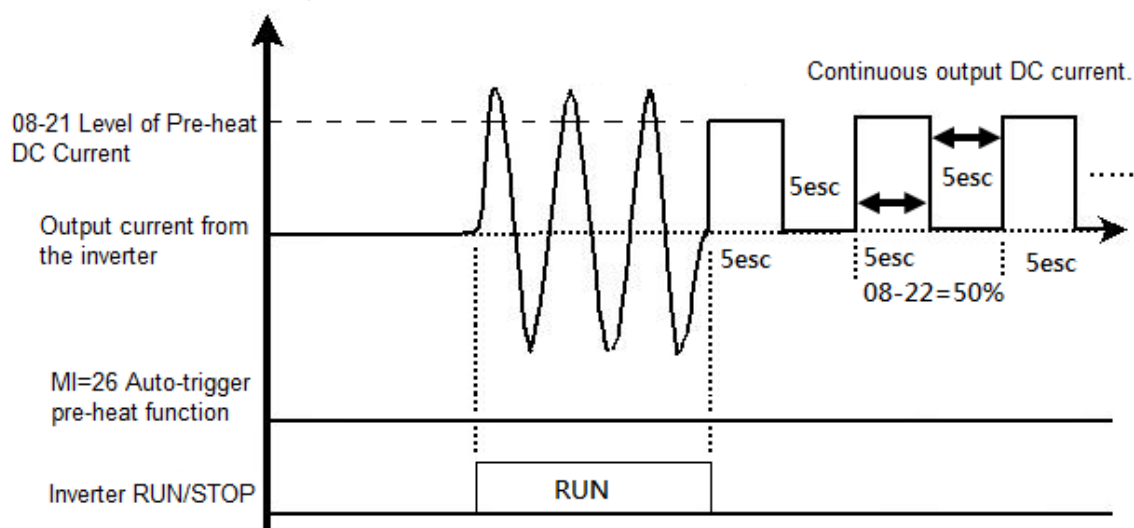 Continuous output DC current.
08-21 Level of Pre-heat
DC Current
5esc
5esc
Output current from
the inverter
5esc
5esc
5esc
08-22=50%
MI=26 Auto-trigger
pre-heat function
Inverter RUN/STOP
RUN